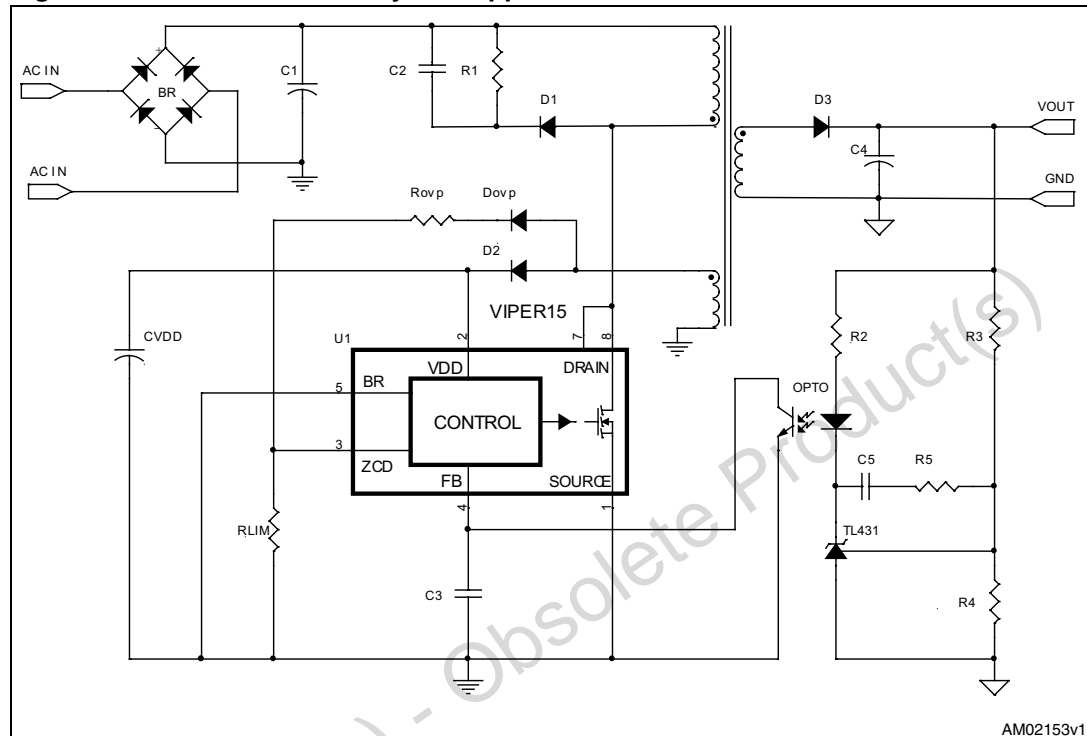 AC IN
BR
AC IN
C1
C2
R1
D1
D3
VOUT
C4
GND
Rovp
Dovp
D2
VIPER15
CVDD
U1
2
7
8
VDD
DRAIN
5
BR
CONTROL
3
ZCD
FB
SOURCE
4
1
RLIM
C3
OPTO
R2
R3
C5
R5
TL431
R4
) - Obsolete Product(s)
AM02153v1